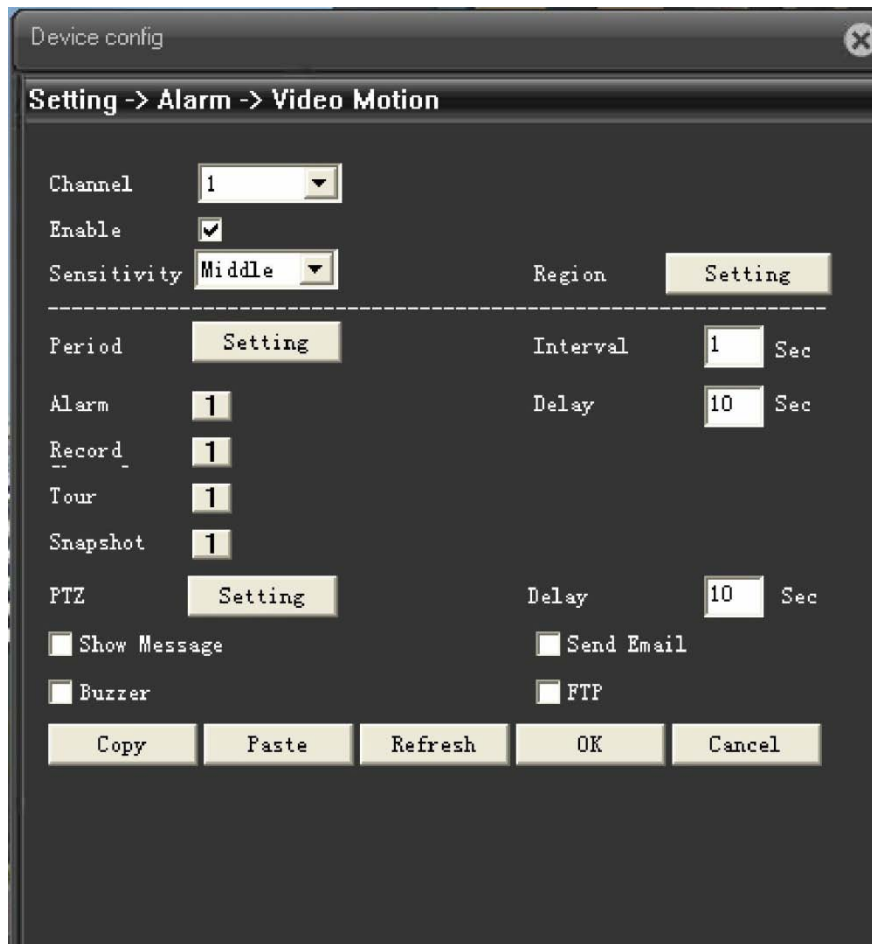 Device config
Setting -> Alarm -> Video Motion
Channel 1
Enable
Sensitivity Middle Region Setting
Period Setting Interval 1 Sec
Alarm 1 Delay 10 Sec
Record 1
Tour 1
Snapshot 1
PTZ Setting Delay 10 Sec
Show Message Send Email
Buzzer FTP
Copy Paste Refresh OK Cancel